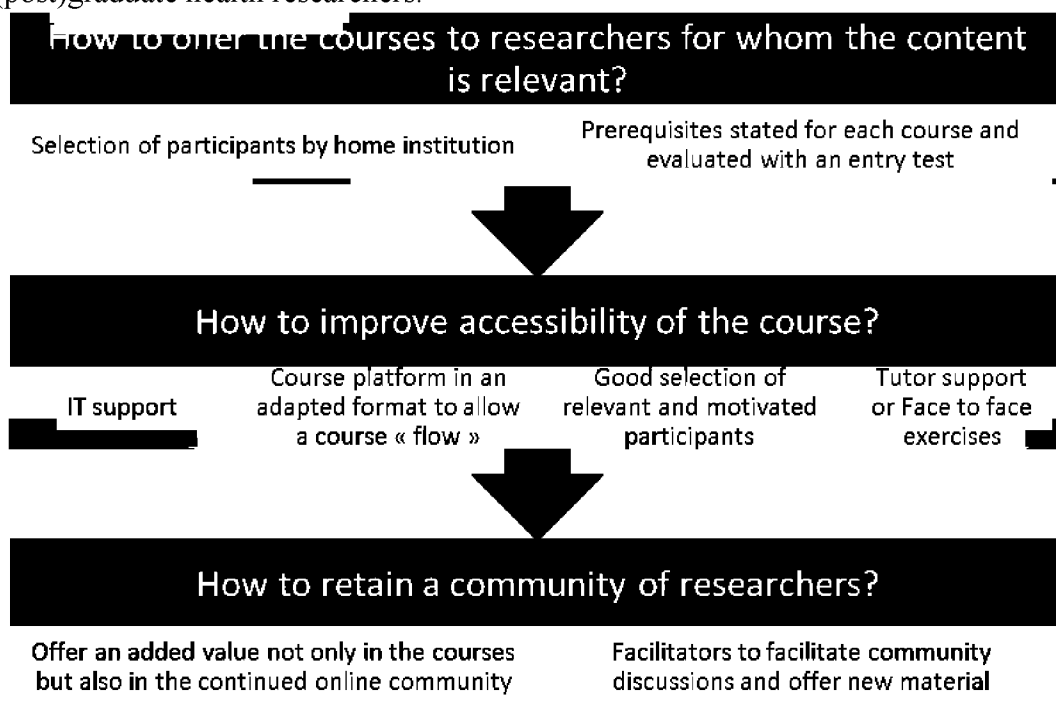 (post)graduate health researchers.
How to offer the courses to researchers for whom the content
is relevant?
Selection of participants by home institution
Prerequisites stated for each course and
evaluated with an entry test
How to improve accessibility of the course?
IT support
Course platform in an
adapted format to allow
a course « flow »
Good selection of
relevant and motivated
participants
Tutor support
or Face to face
exercises
How to retain a community of researchers?
Offer an added value not only in the courses
but also in the continued online community
Facilitators to facilitate community
discussions and offer new material